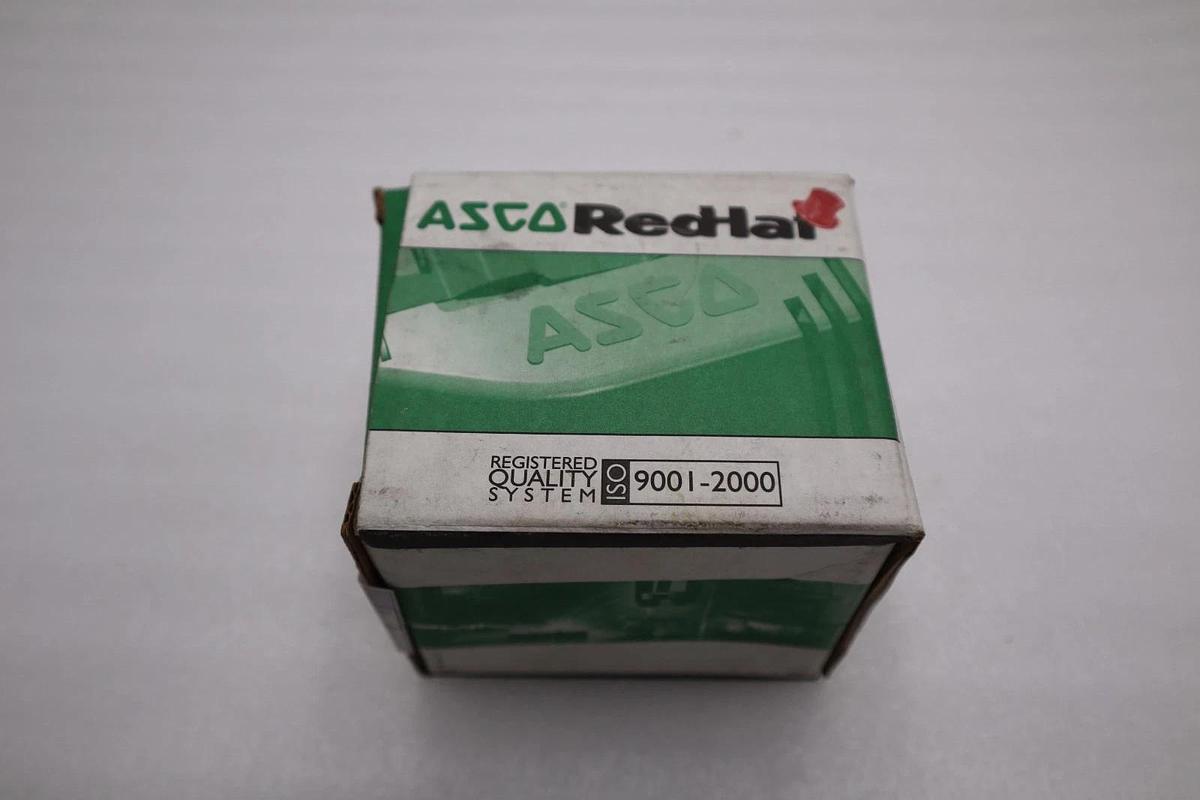 ASCO® RedHat
ASCO
REGISTERED
QUALITY
SYSTEM
ISO
9001-2000